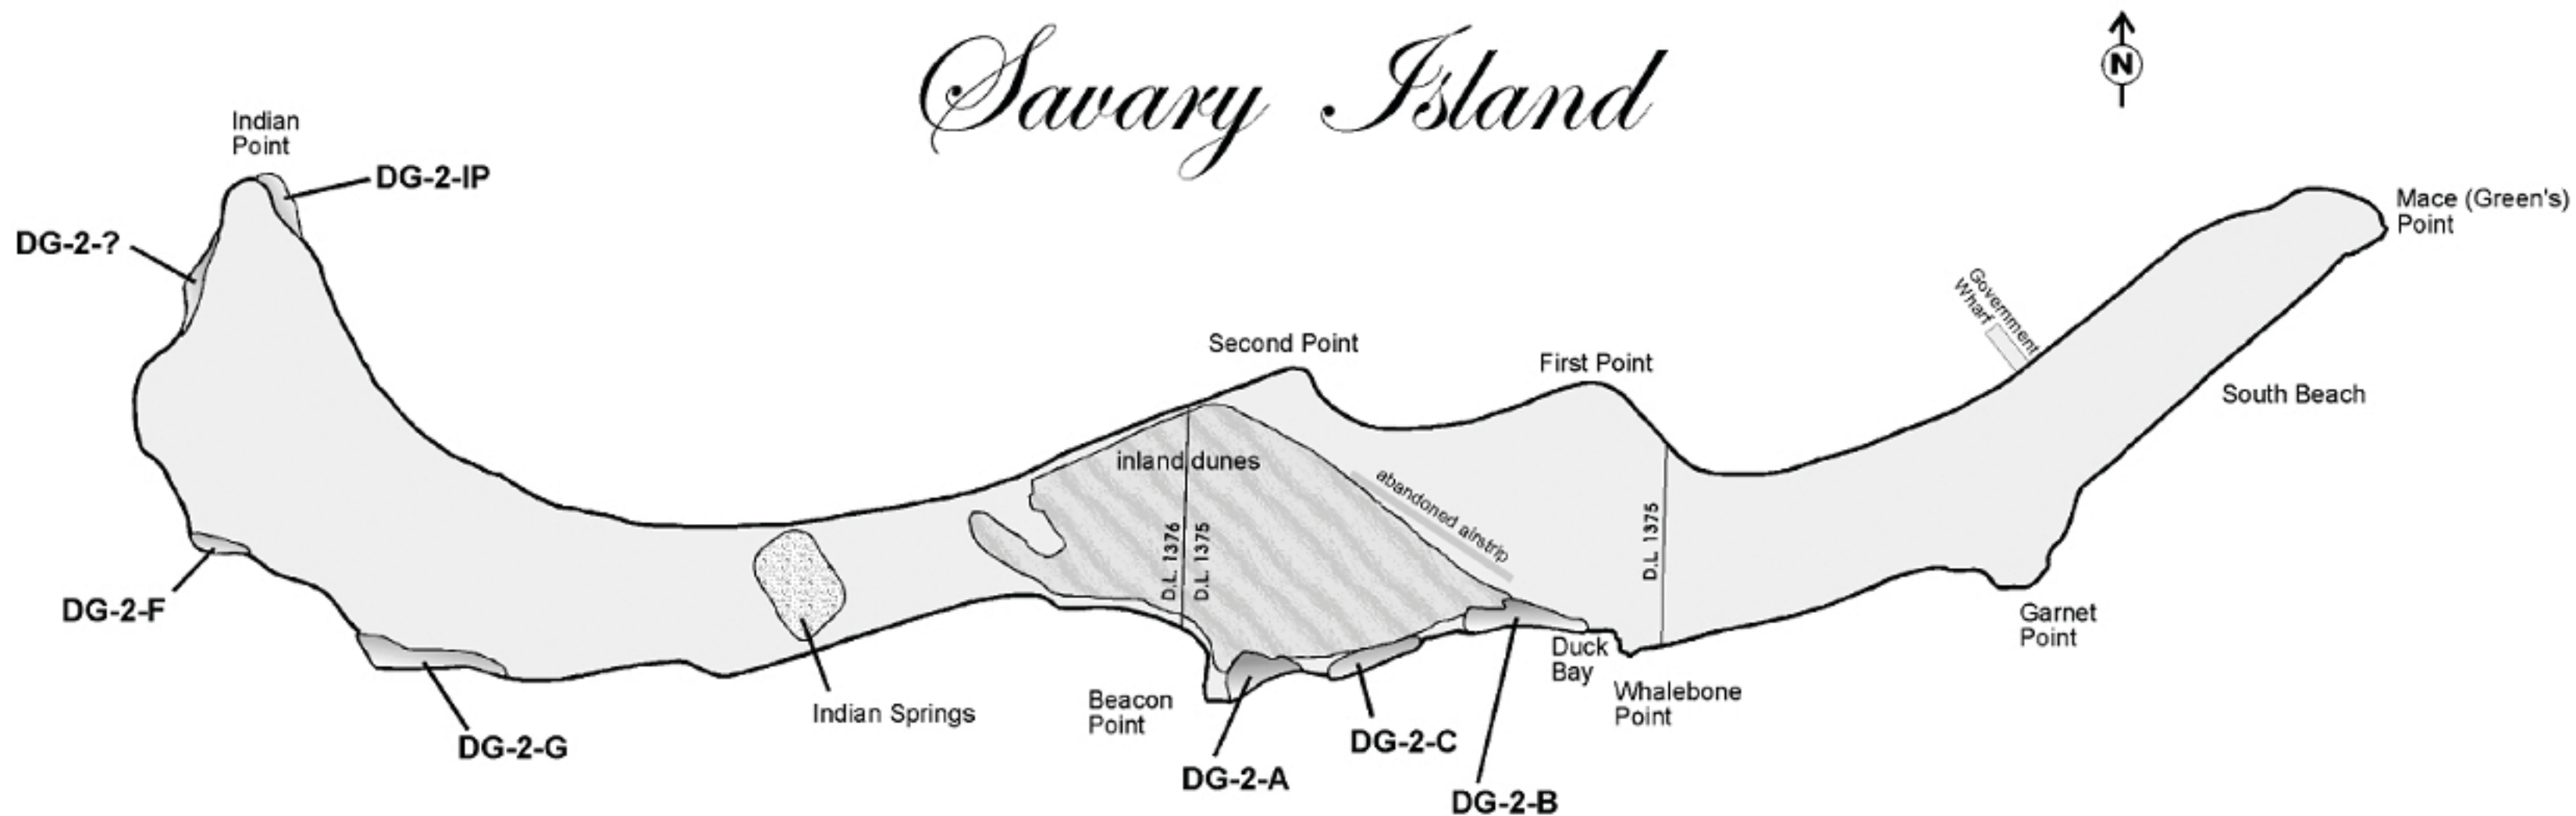 Savary Island
N
Indian
Point
DG-2-IP
DG-2-?
Mace (Green's)
Point
Government
Wharf
Second Point
First Point
South Beach
inland dunes
abandoned airstrip
D.L. 1376
D.L. 1375
D.L. 1375
DG-2-F
Garnet
Point
Duck
Bay
Whalebone
Point
Beacon
Point
Indian Springs
DG-2-G
DG-2-C
DG-2-A
DG-2-B